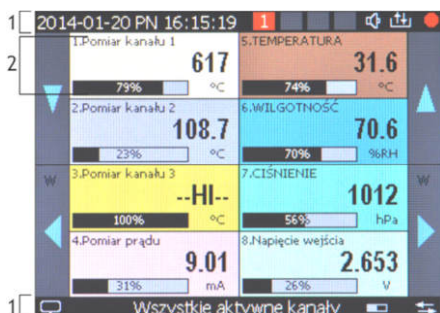 1
2014-01-20 PN 16:15:19 1
2
1.Pomiar kanału 1
617
79% °C
5.TEMPERATURA
31.6
74% °C
2.Pomiar kanału 2
108.7
23% °C
6.WILGOTNOŚĆ
70.6
70% %RH
W
3.Pomiar kanału 3
--HI--
100% °C
7.CIŚNIENIE
1012
56% hPa
W
4.Pomiar prądu
9.01
31% mA
8.Napięcie wejścia
2.653
26% V
1
Wszystkie aktywne kanały